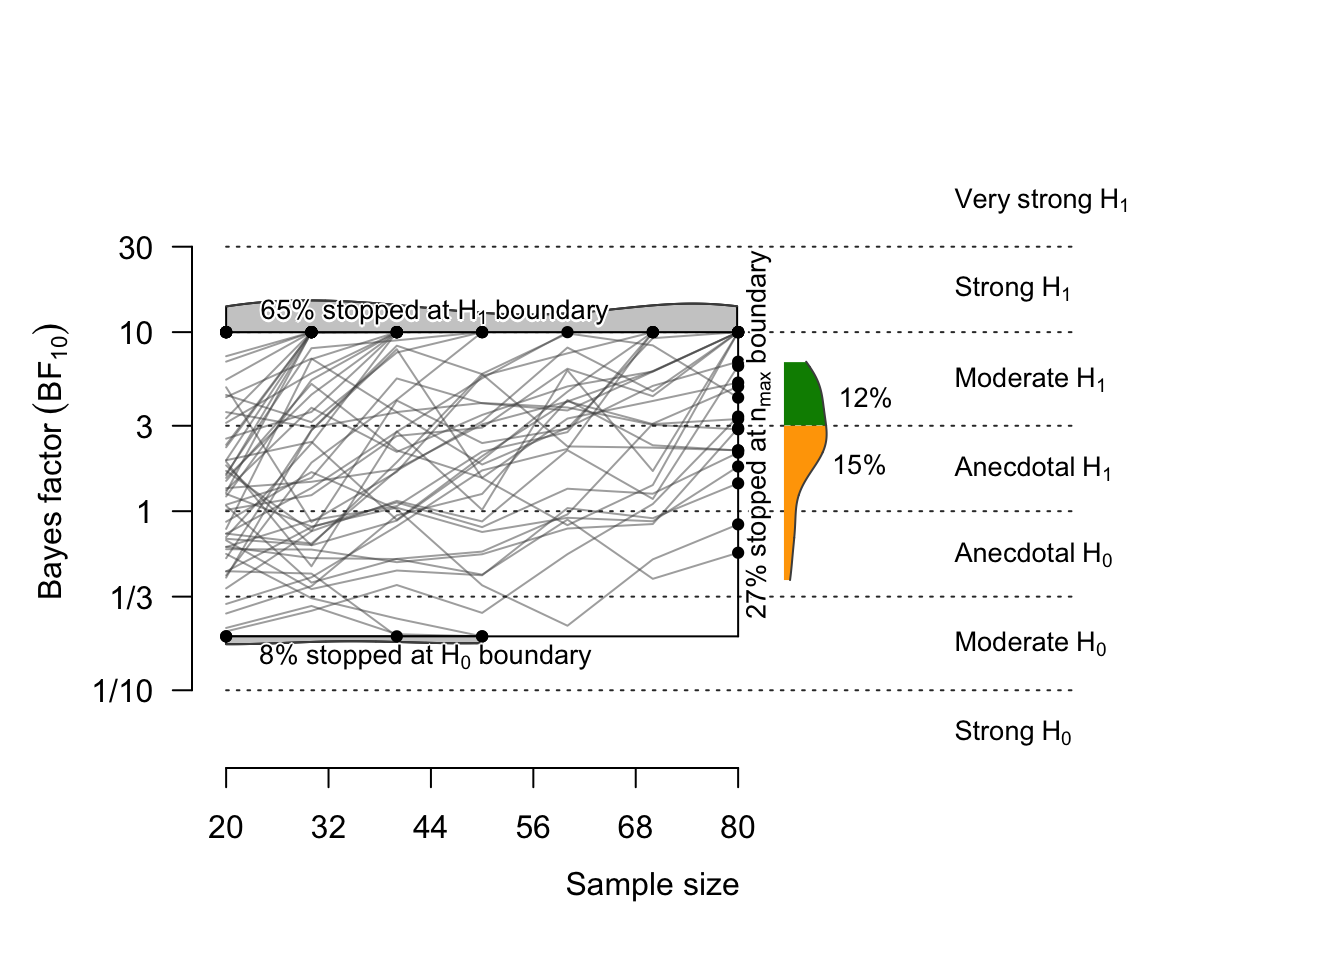 Very strong H1
30
Strong H1
65% stopped at H1 boundary
10
Moderate H1
12%
3
15%
Anecdotal H1
1
Anecdotal H0
1/3
Moderate H0
8% stopped at H0 boundary
1/10
Strong H0
27% stopped at nmax boundary
Bayes factor (BF10)
20 32 44 56 68 80
Sample size